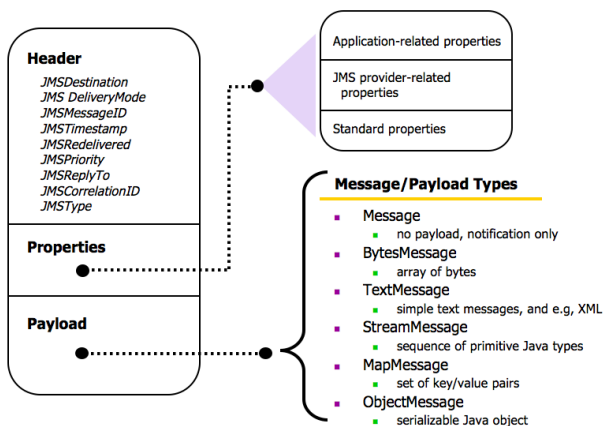 Header
JMSDestination
JMS DeliveryMode
JMSMessageID
JMSTimestamp
JMSRedelivered
JMSPriority
JMSReplyTo
JMSCorrelationID
JMSType
Properties
Payload
Application-related properties
JMS provider-related
properties
Standard properties
Message/Payload Types
Message
no payload, notification only
BytesMessage
array of bytes
TextMessage
simple text messages, and e.g, XML
StreamMessage
sequence of primitive Java types
MapMessage
set of key/value pairs
ObjectMessage
serializable Java object